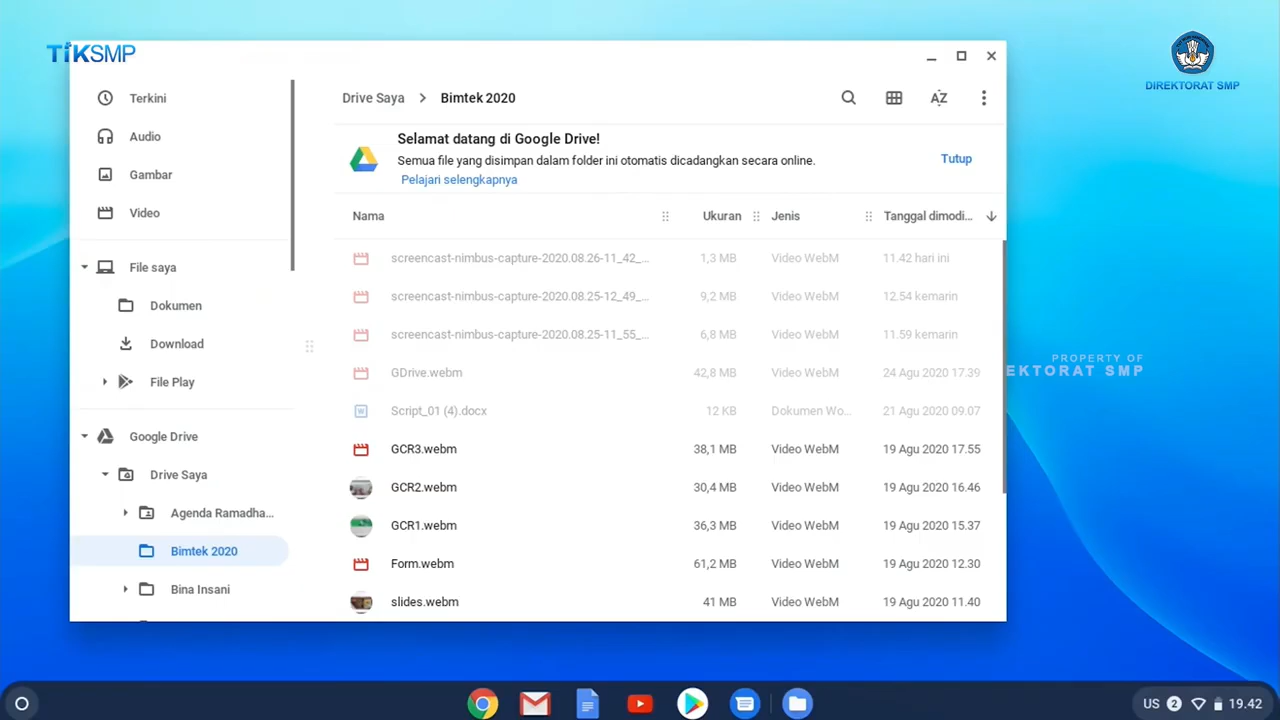 TiKSMP
DIREKTORAT SMP
Terkini
Audio
Gambar
Video
File saya
Dokumen
Download
File Play
Google Drive
Drive Saya
Agenda Ramadha...
Bimtek 2020
Bina Insani
Drive Saya > Bimtek 2020
AZ
Selamat datang di Google Drive!
Semua file yang disimpan dalam folder ini otomatis dicadangkan secara online.
Pelajari selengkapnya
Tutup
Nama Ukuran Jenis Tanggal dimodi...
screencast-nimbus-capture-2020.08.26-11_42_... 1,3 MB Video WebM 11.42 hari ini
screencast-nimbus-capture-2020.08.25-12_49_... 9,2 MB Video WebM 12.54 kemarin
screencast-nimbus-capture-2020.08.25-11_55_... 6,8 MB Video WebM 11.59 kemarin
GDrive.webm 42,8 MB Video WebM 24 Agu 2020 17.39
Script_01 (4).docx 12 KB Dokumen Wo... 21 Agu 2020 09.07
GCR3.webm 38,1 MB Video WebM 19 Agu 2020 17.55
GCR2.webm 30,4 MB Video WebM 19 Agu 2020 16.46
GCR1.webm 36,3 MB Video WebM 19 Agu 2020 15.37
Form.webm 61,2 MB Video WebM 19 Agu 2020 12.30
slides.webm 41 MB Video WebM 19 Agu 2020 11.40
PROPERTY OF
EKTORAT SMP
US 2 19.42